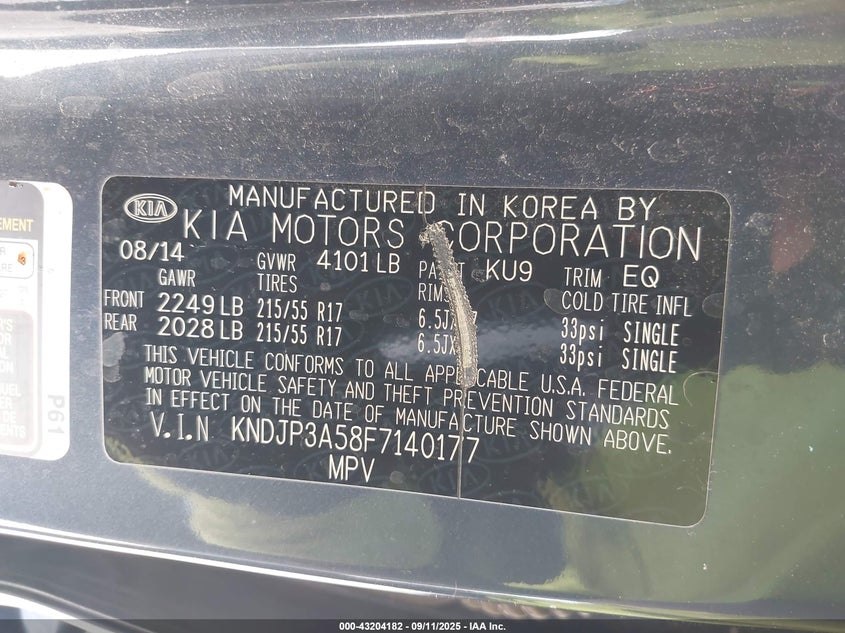 MANUFACTURED IN KOREA BY
KIA KIA MOTORS CORPORATION
08/14 GVWR 4101 LB KU9 TRIM EQ
GAWR TIRES RIMS COLD TIRE INFL
FRONT 2249 LB 215/55 R17 33psi SINGLE
REAR 2028 LB 215/55 R17 33psi SINGLE
THIS VEHICLE CONFORMS TO ALL APPLICABLE U.S.A. FEDERAL
MOTOR VEHICLE SAFETY AND THEFT PREVENTION STANDARDS
IN EFFECT ON THE DATE OF MANUFACTURE SHOWN ABOVE.
V.I.N KNDJP3A58F7140177
MPV
P61
000-43204182 - 09/11/2025 - IAA Inc.